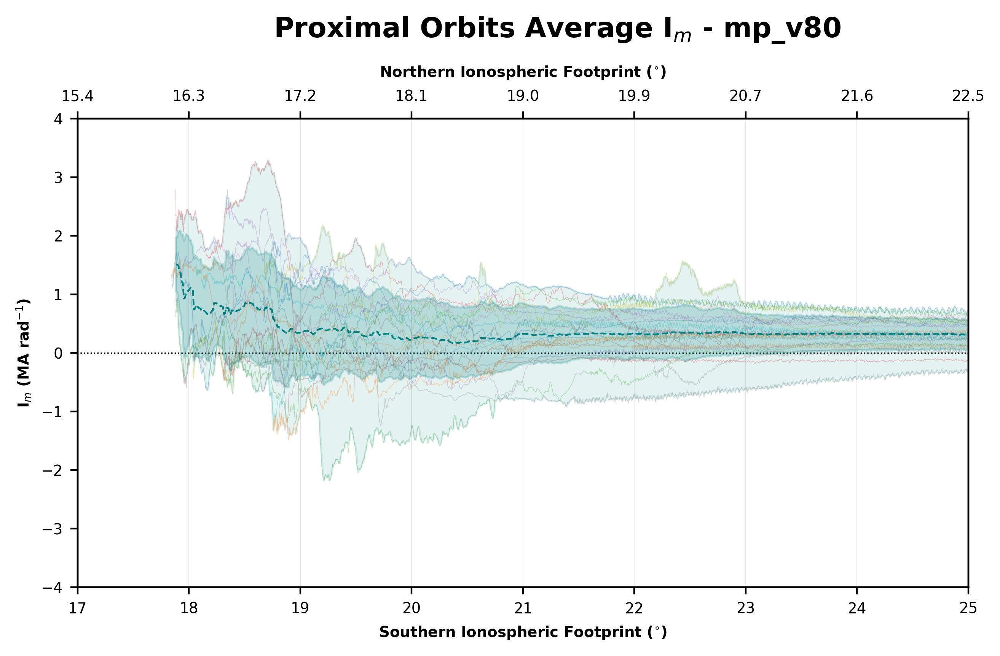 Proximal Orbits Average Iₘ - mp_v80
Northern Ionospheric Footprint (°)
15.4 16.3 17.2 18.1 19.0 19.9 20.7 21.6 22.5
4
3
2
1
0
−1
−2
−3
−4
Iₘ (MA rad⁻¹)
17 18 19 20 21 22 23 24 25
Southern Ionospheric Footprint (°)